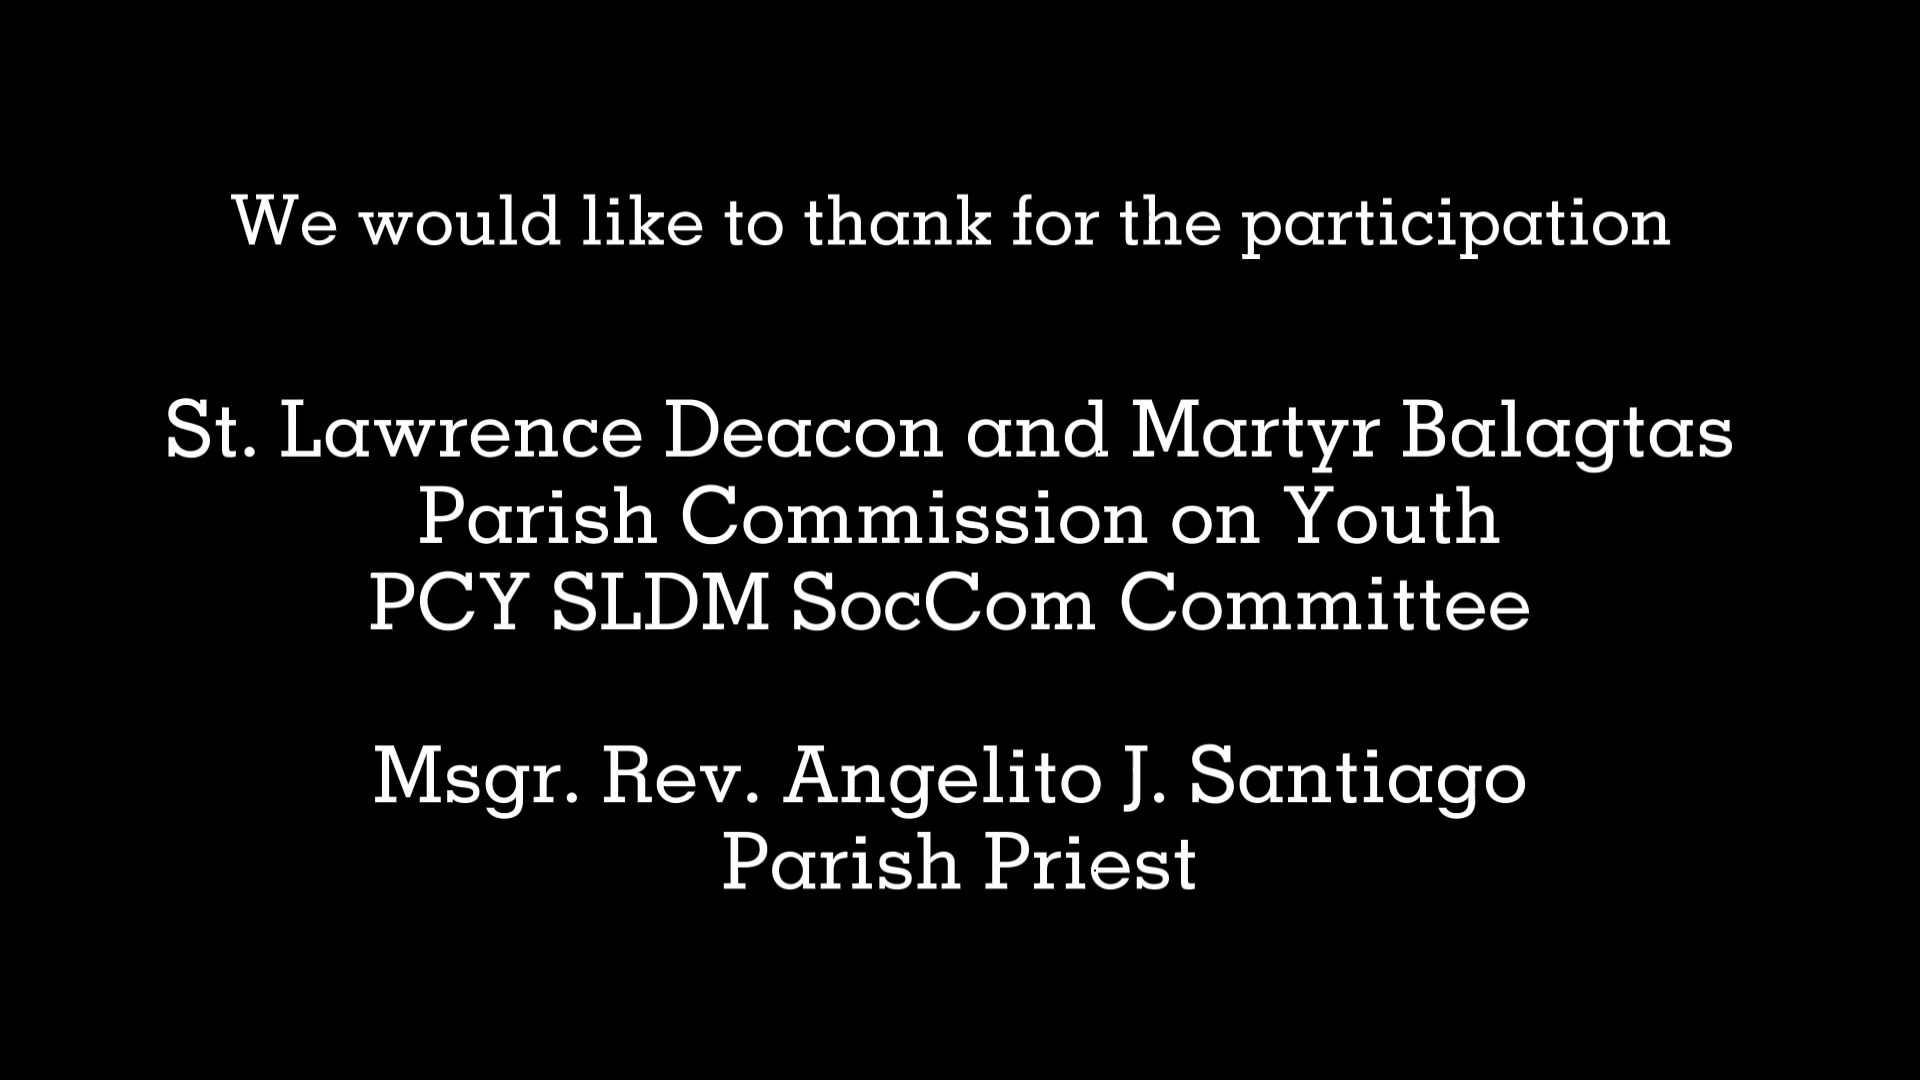 We would like to thank for the participation
St. Lawrence Deacon and Martyr Balagtas
Parish Commission on Youth
PCY SLDM SocCom Committee
Msgr. Rev. Angelito J. Santiago
Parish Priest